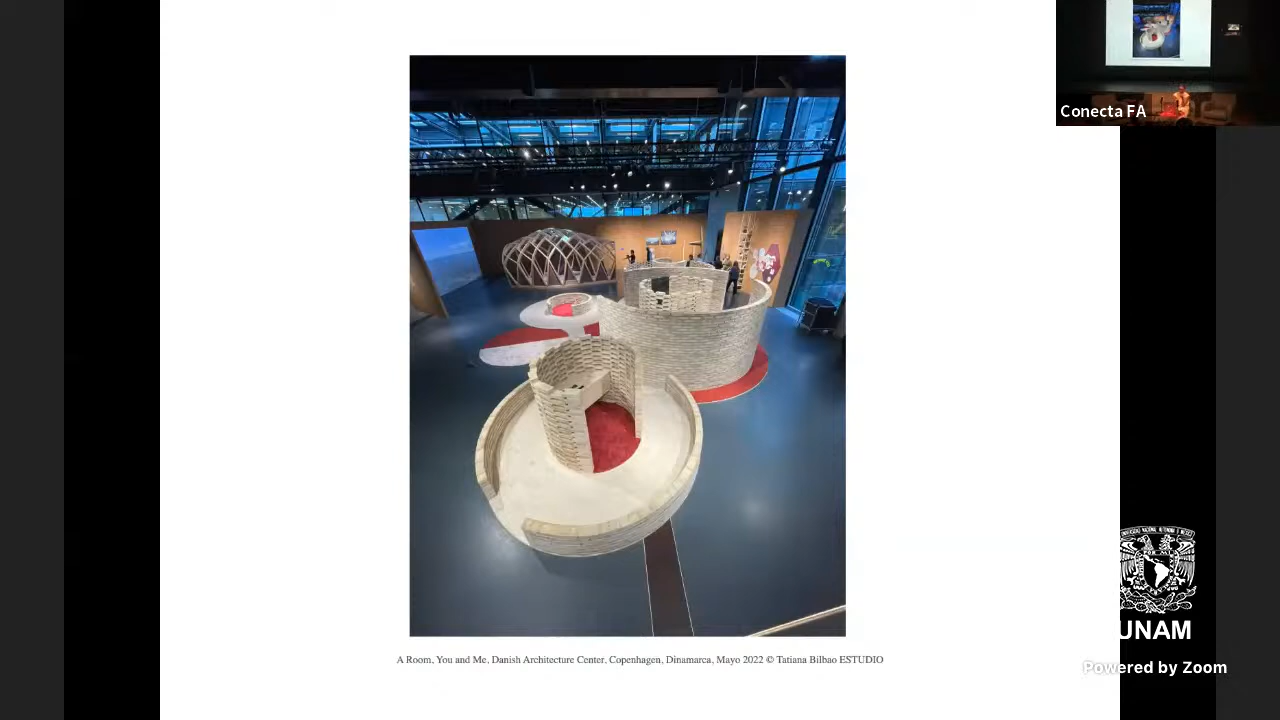 Conecta FA
UNAM
Powered by Zoom
A Room, You and Me, Danish Architecture Center, Copenhagen, Dinamarca, Mayo 2022 © Tatiana Bilbao ESTUDIO